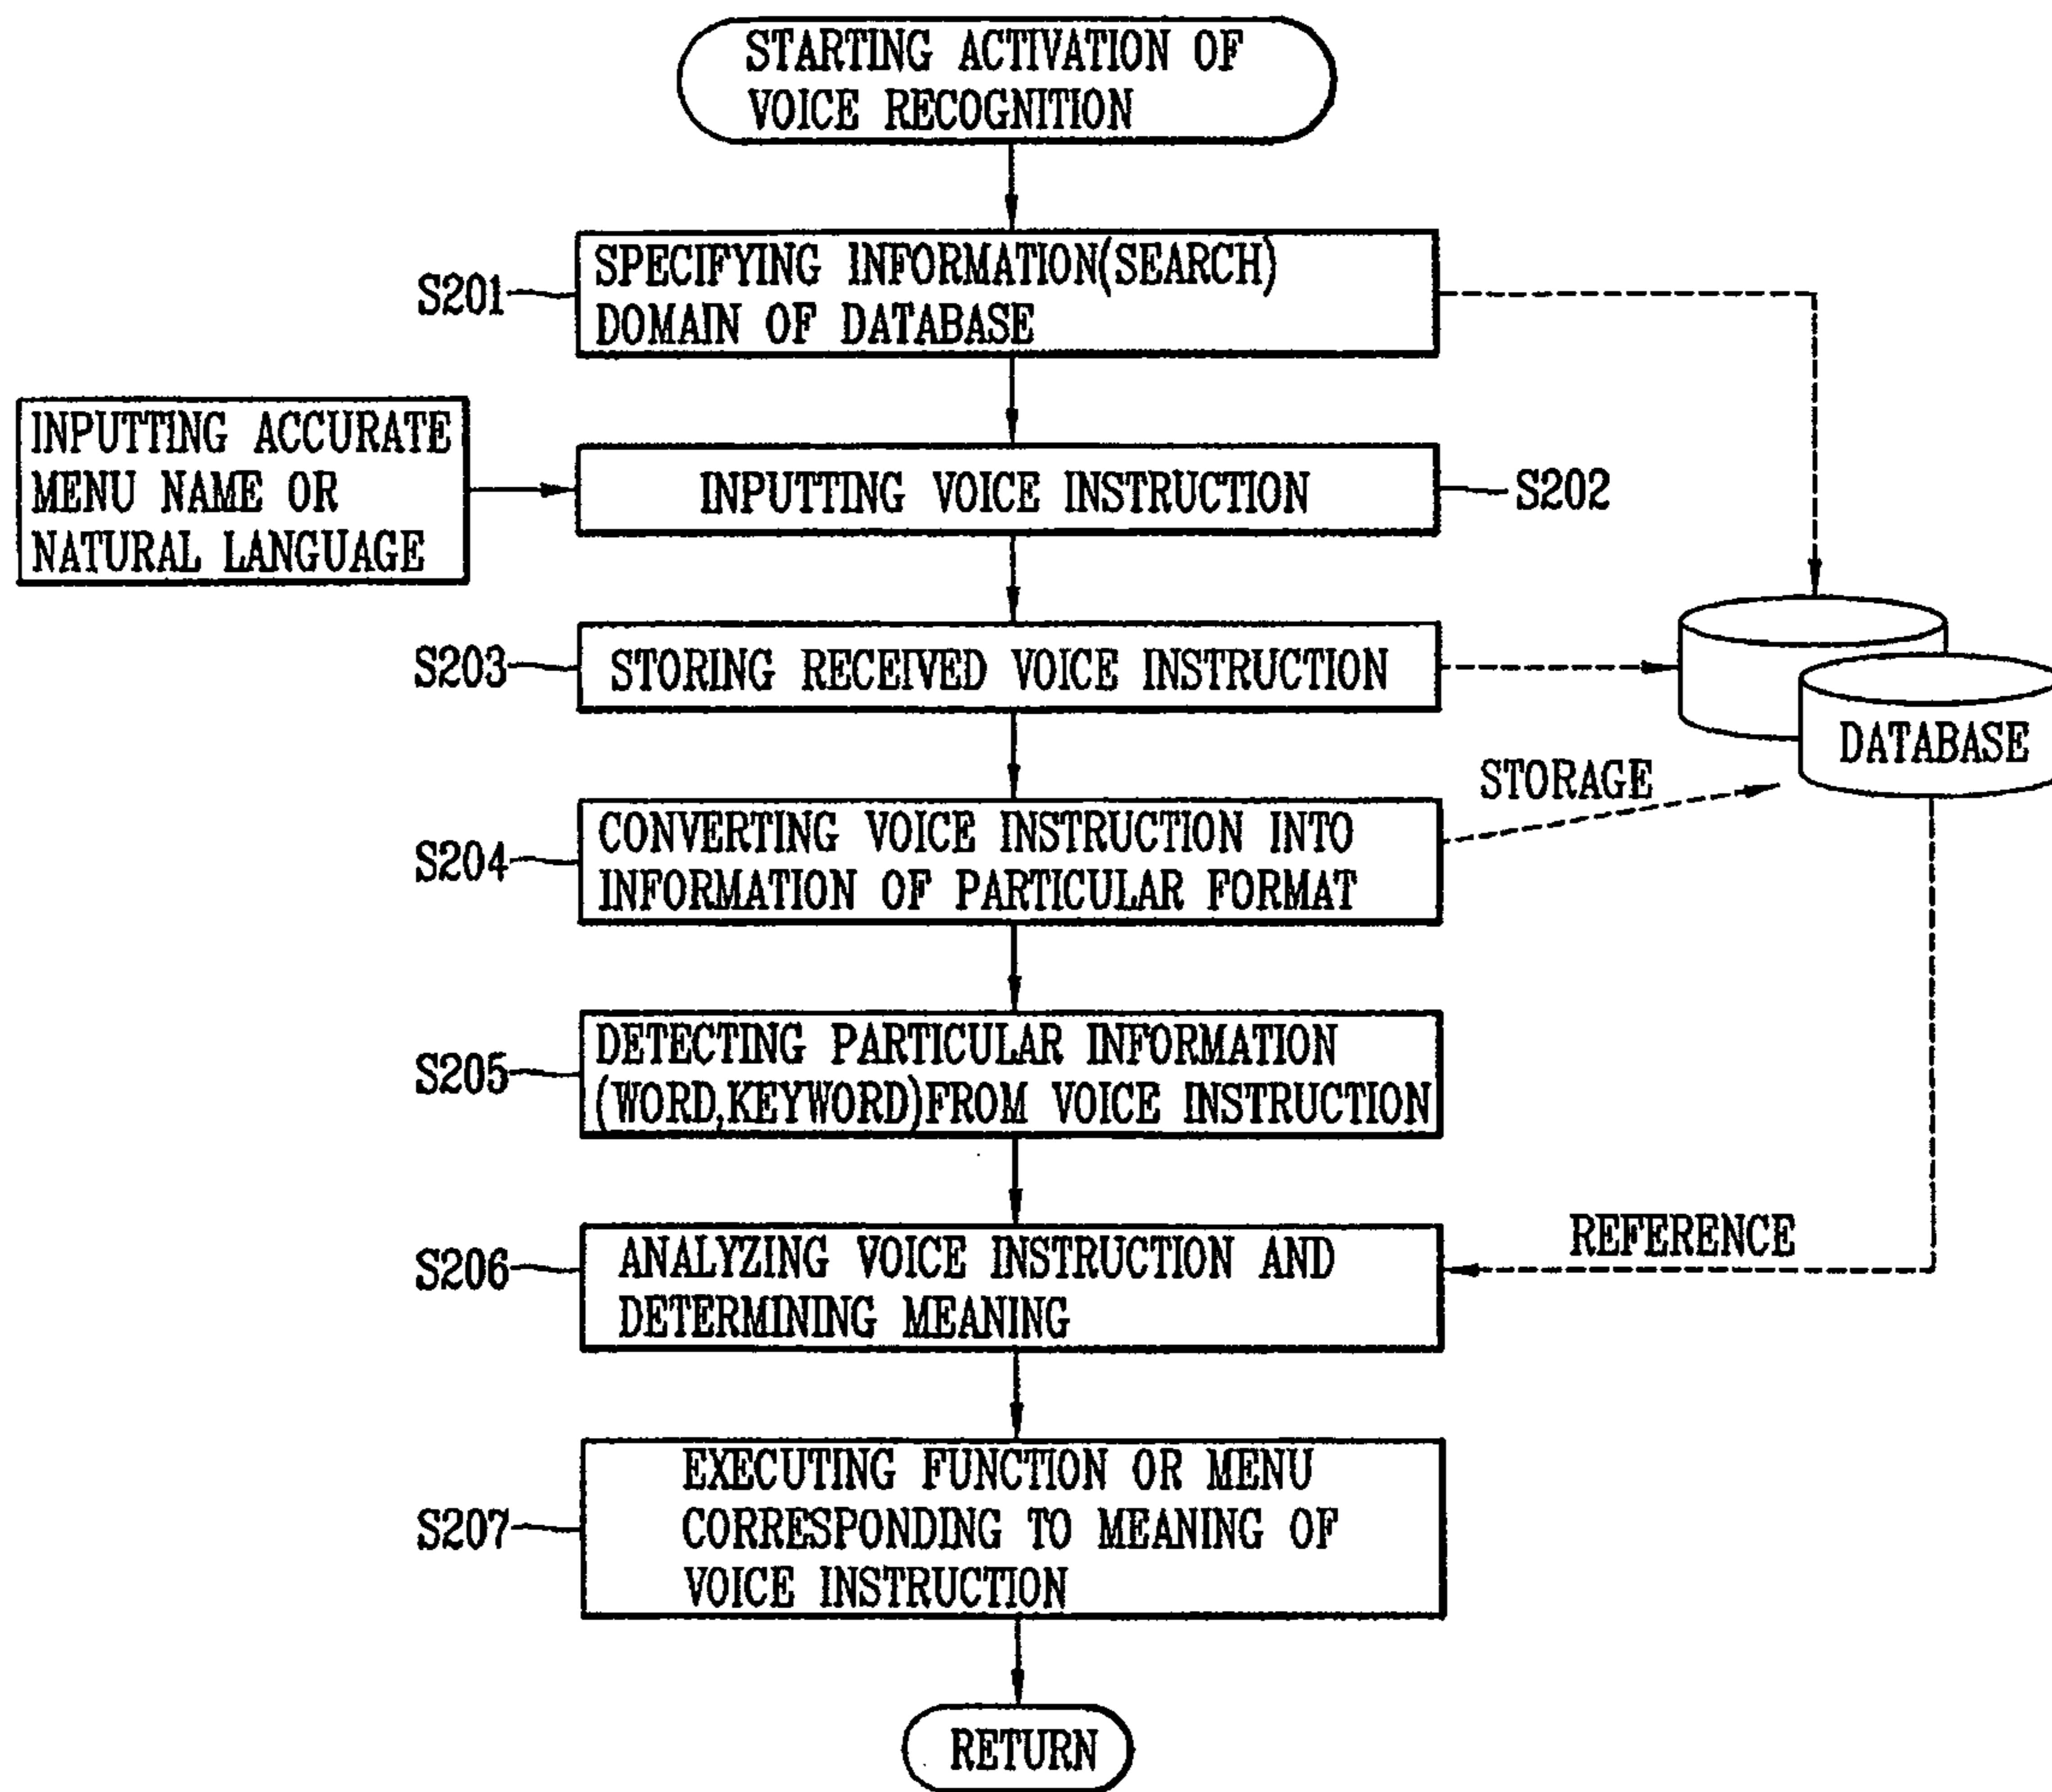 STARTING ACTIVATION OF
VOICE RECOGNITION
S201
SPECIFYING INFORMATION(SEARCH)
DOMAIN OF DATABASE
INPUTTING ACCURATE
MENU NAME OR
NATURAL LANGUAGE
INPUTTING VOICE INSTRUCTION
S202
S203
STORING RECEIVED VOICE INSTRUCTION
DATABASE
STORAGE
S204
CONVERTING VOICE INSTRUCTION INTO
INFORMATION OF PARTICULAR FORMAT
S205
DETECTING PARTICULAR INFORMATION
(WORD,KEYWORD)FROM VOICE INSTRUCTION
S206
ANALYZING VOICE INSTRUCTION AND
DETERMINING MEANING
REFERENCE
S207
EXECUTING FUNCTION OR MENU
CORRESPONDING TO MEANING OF
VOICE INSTRUCTION
RETURN